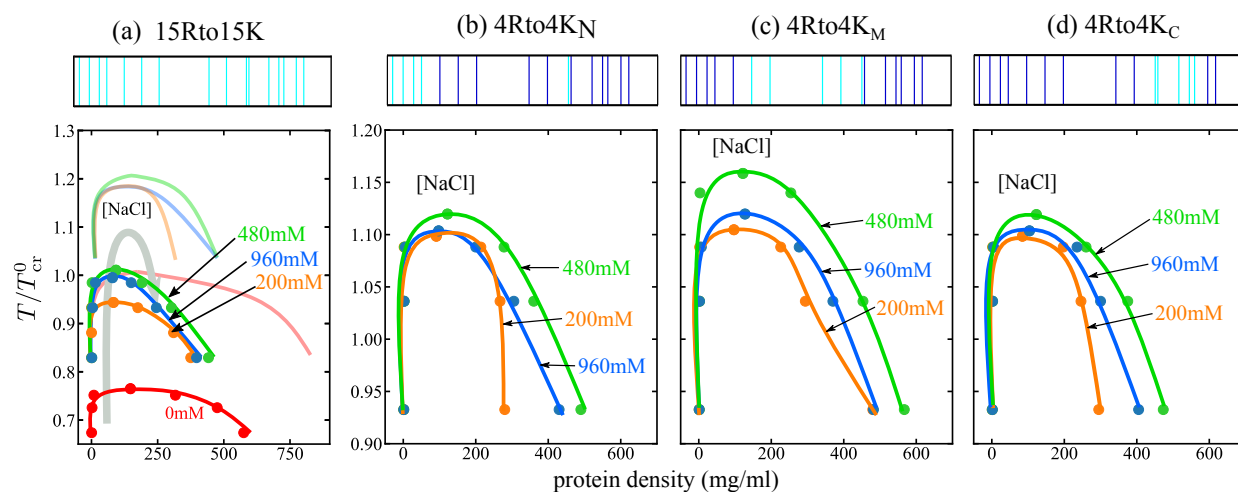 (a) 15Rto15K
(b) 4Rto4K_N
(c) 4Rto4K_M
(d) 4Rto4K_C
T/T⁰cr
1.3
1.2
1.1
1.0
0.9
0.8
0.7
[NaCl]
480mM
960mM
200mM
0mM
0 250 500 750
1.20
1.15
1.10
1.05
1.00
0.95
0.90
[NaCl]
480mM
200mM
960mM
0 200 400 600
[NaCl]
480mM
960mM
200mM
0 200 400 600
[NaCl]
480mM
960mM
200mM
0 200 400 600
protein density (mg/ml)